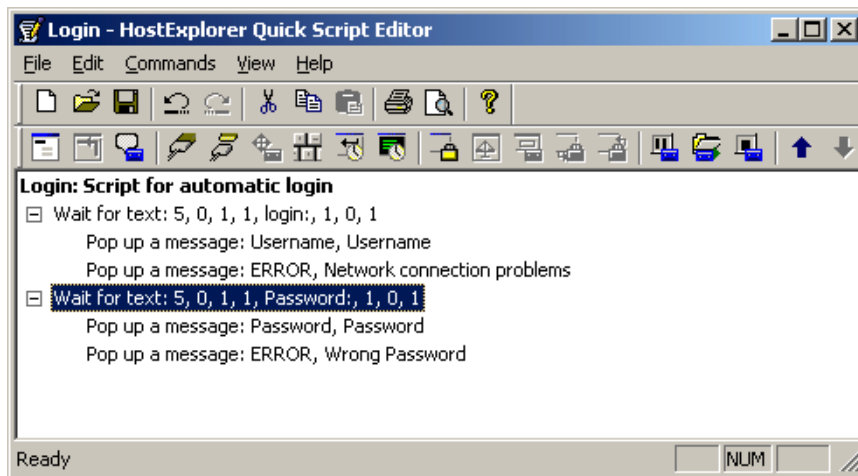 Login - HostExplorer Quick Script Editor
File Edit Commands View Help
Login: Script for automatic login
Wait for text: 5, 0, 1, 1, login:, 1, 0, 1
Pop up a message: Username, Username
Pop up a message: ERROR, Network connection problems
Wait for text: 5, 0, 1, 1, Password:, 1, 0, 1
Pop up a message: Password, Password
Pop up a message: ERROR, Wrong Password
Ready NUM